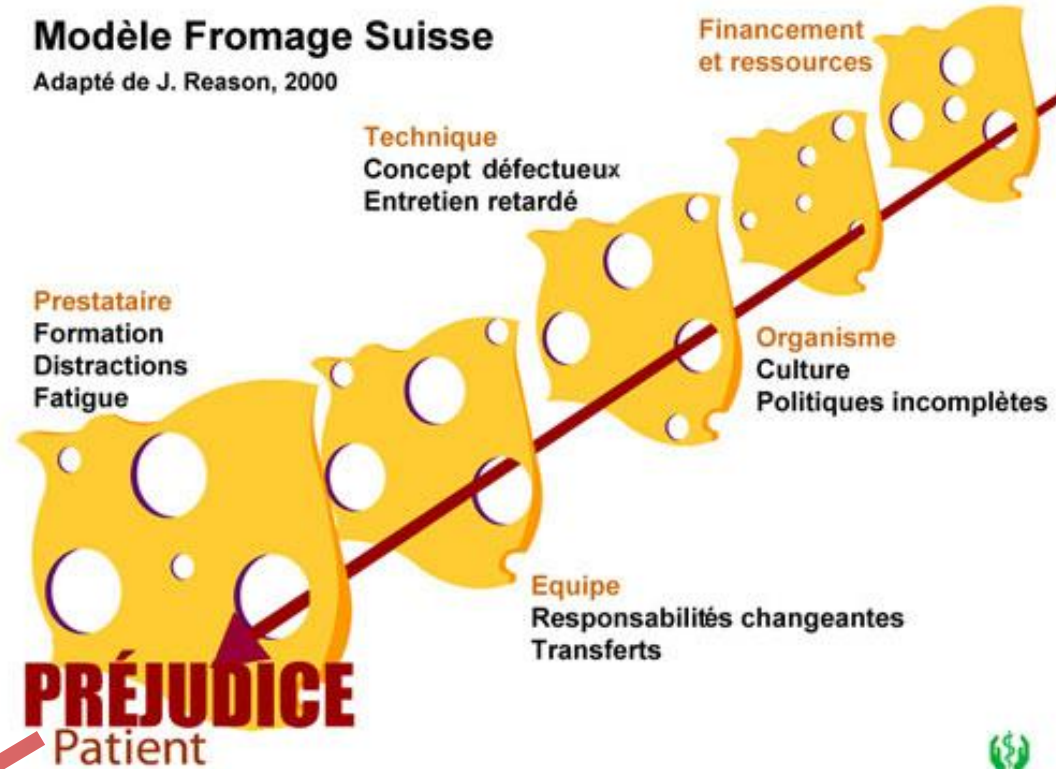 Modèle Fromage Suisse
Adapté de J. Reason, 2000
Financement
et ressources
Technique
Concept défectueux
Entretien retardé
Prestataire
Formation
Distractions
Fatigue
Organisme
Culture
Politiques incomplètes
Equipe
Responsabilités changeantes
Transferts
PRÉJUDICE
Patient